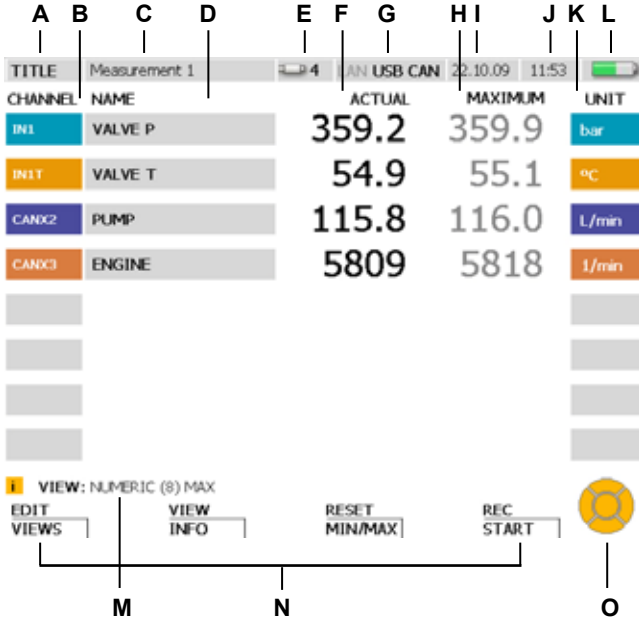 A B C D E F G H I J K L
TITLE Measurement 1 4 LAN USB CAN 22.10.09 11:53
CHANNEL NAME ACTUAL MAXIMUM UNIT
IN1 VALVE P 359.2 359.9 bar
IN1T VALVE T 54.9 55.1 °C
CANX2 PUMP 115.8 116.0 L/min
CANX3 ENGINE 5809 5818 1/min
i VIEW: NUMERIC (8) MAX
EDIT VIEW RESET REC
VIEWS INFO MIN/MAX START
M N O